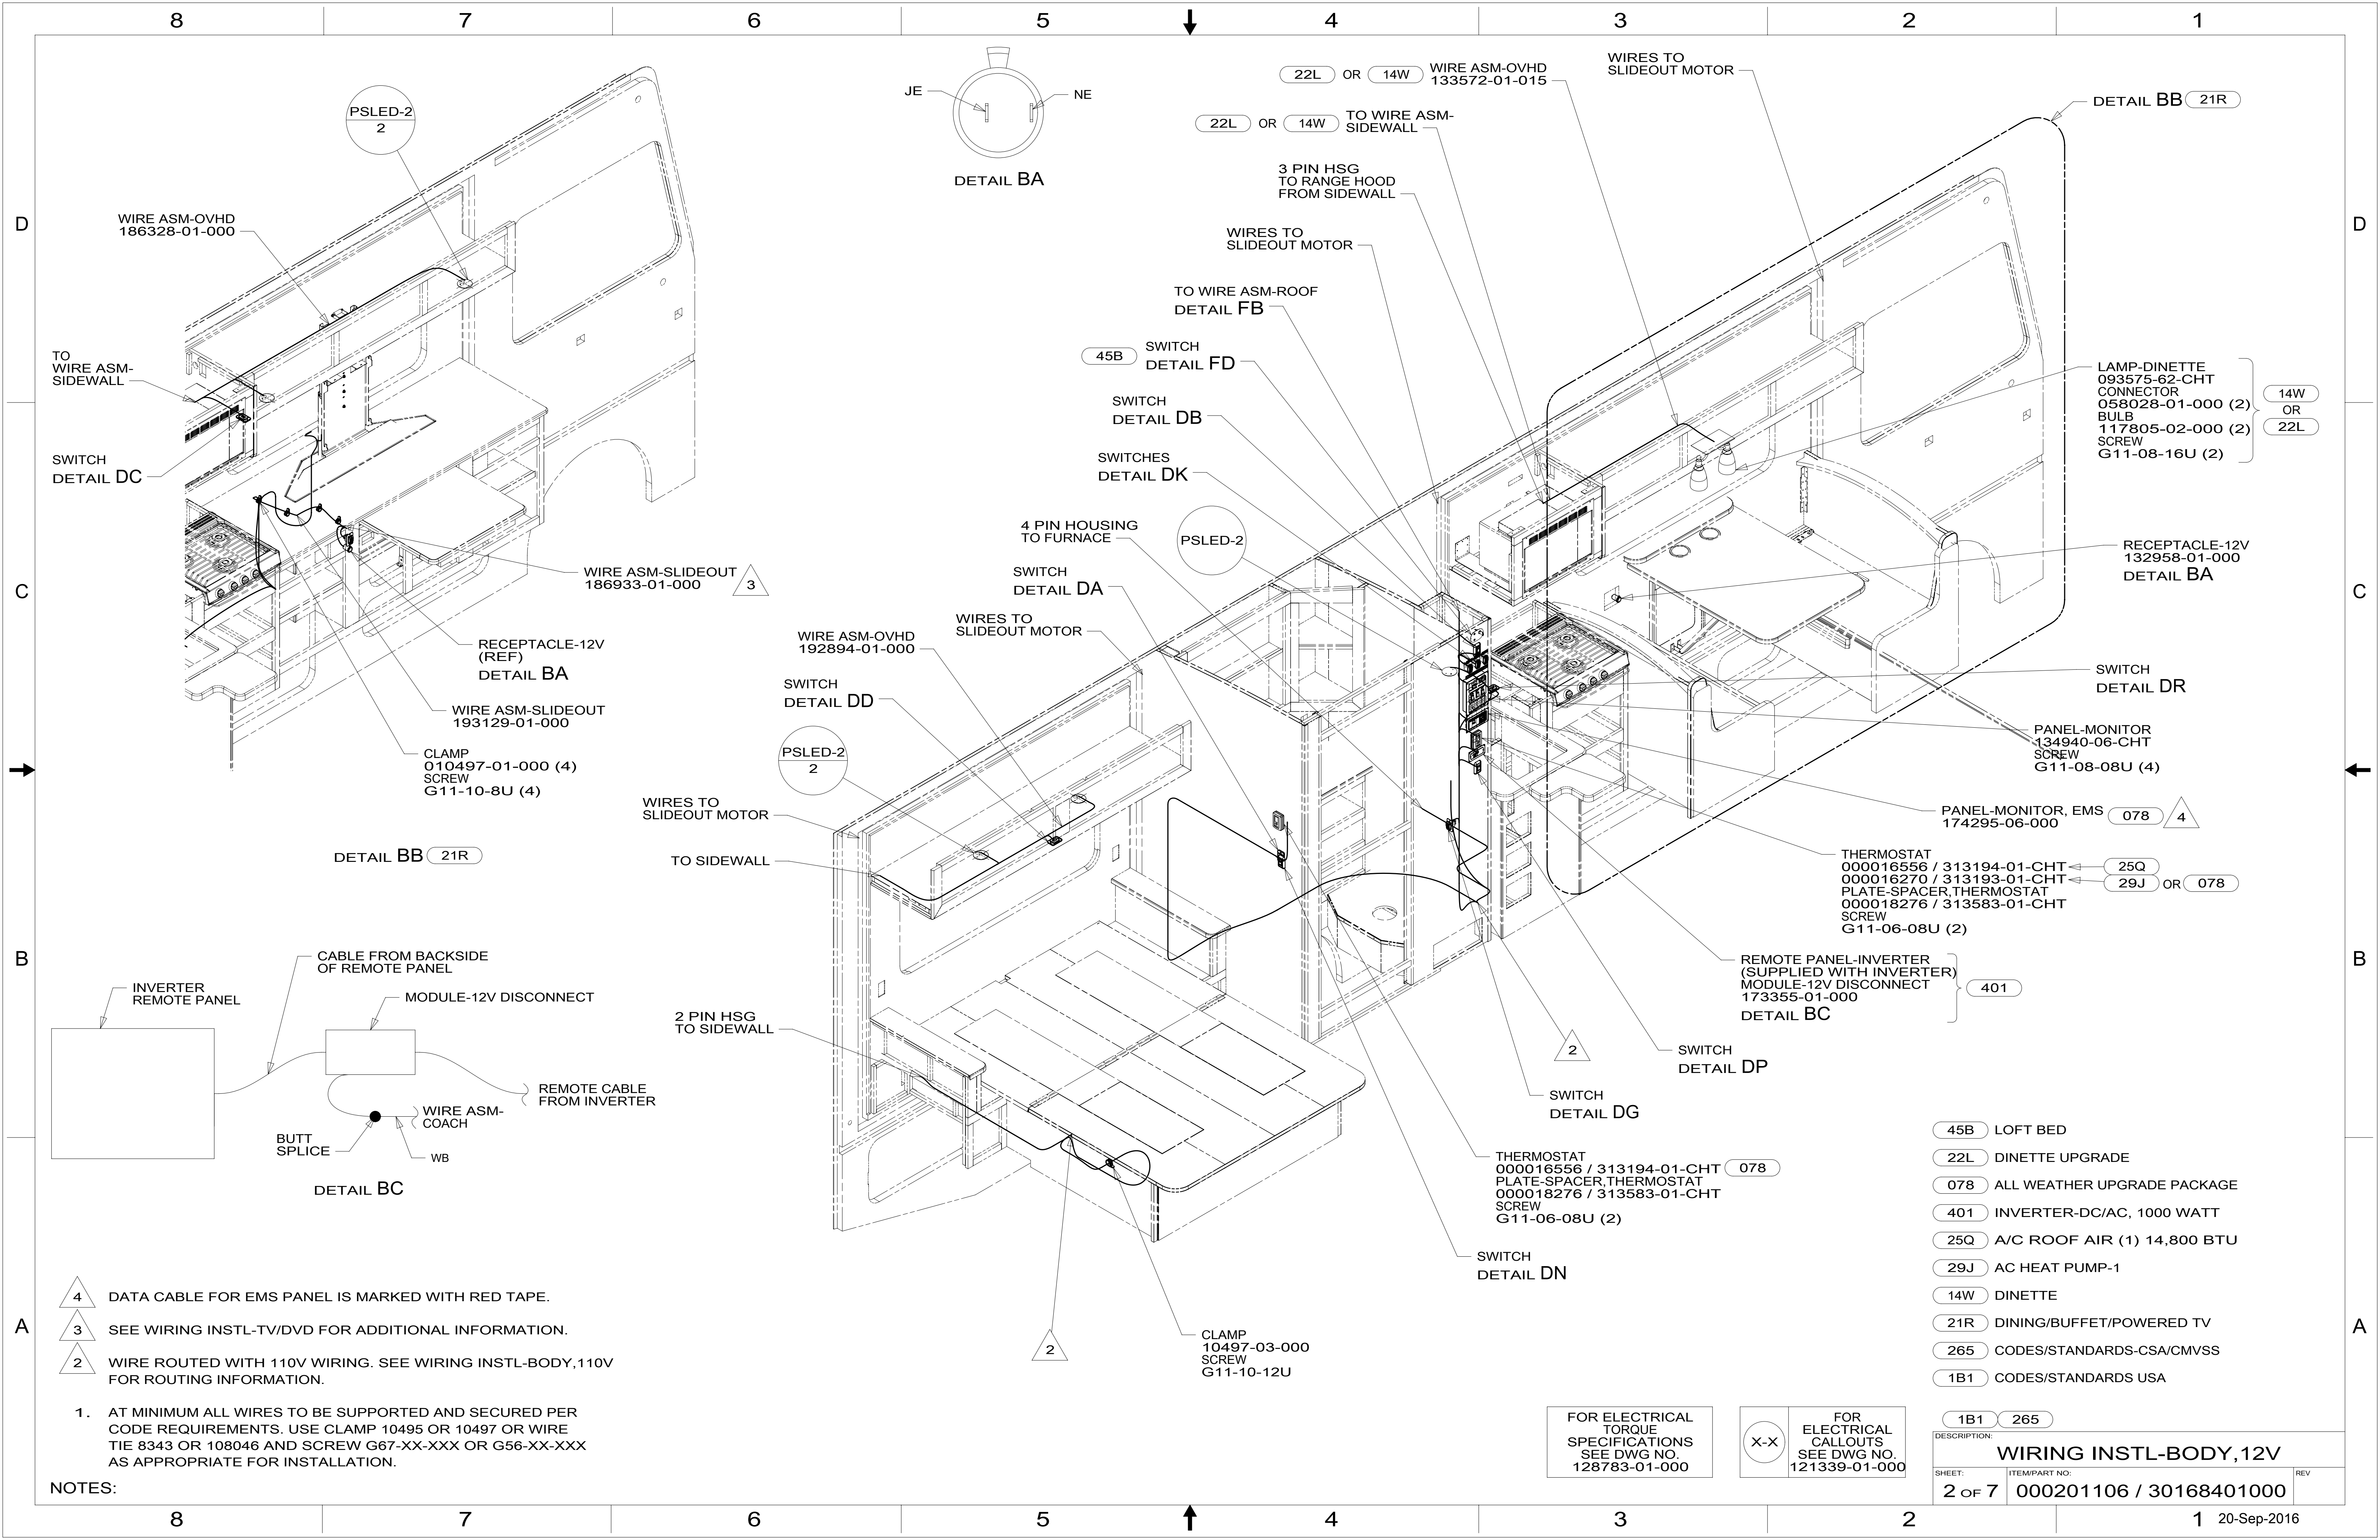 8 7 6 5 4 3 2 1
D
C
B
A
D
C
B
A
PSLED-2
2
WIRE ASM-OVHD
186328-01-000
TO
WIRE ASM-
SIDEWALL
SWITCH
DETAIL DC
WIRE ASM-SLIDEOUT
186933-01-000
3
RECEPTACLE-12V
(REF)
DETAIL BA
WIRE ASM-SLIDEOUT
193129-01-000
CLAMP
010497-01-000 (4)
SCREW
G11-10-8U (4)
DETAIL BB 21R
JE
NE
DETAIL BA
22L OR 14W WIRE ASM-OVHD
133572-01-015
22L OR 14W TO WIRE ASM-
SIDEWALL
3 PIN HSG
TO RANGE HOOD
FROM SIDEWALL
WIRES TO
SLIDEOUT MOTOR
TO WIRE ASM-ROOF
DETAIL FB
45B SWITCH
DETAIL FD
SWITCH
DETAIL DB
SWITCHES
DETAIL DK
4 PIN HOUSING
TO FURNACE
PSLED-2
SWITCH
DETAIL DA
WIRES TO
SLIDEOUT MOTOR
WIRE ASM-OVHD
192894-01-000
SWITCH
DETAIL DD
PSLED-2
2
WIRES TO
SLIDEOUT MOTOR
TO SIDEWALL
2 PIN HSG
TO SIDEWALL
WIRES TO
SLIDEOUT MOTOR
DETAIL BB 21R
LAMP-DINETTE
093575-62-CHT
CONNECTOR
058028-01-000 (2)
BULB
117805-02-000 (2)
SCREW
G11-08-16U (2)
14W
OR
22L
RECEPTACLE-12V
132958-01-000
DETAIL BA
SWITCH
DETAIL DR
PANEL-MONITOR
134940-06-CHT
SCREW
G11-08-08U (4)
PANEL-MONITOR, EMS
174295-06-000
078
4
THERMOSTAT
000016556 / 313194-01-CHT 25Q
000016270 / 313193-01-CHT 29J OR 078
PLATE-SPACER,THERMOSTAT
000018276 / 313583-01-CHT
SCREW
G11-06-08U (2)
REMOTE PANEL-INVERTER
(SUPPLIED WITH INVERTER)
MODULE-12V DISCONNECT
173355-01-000
DETAIL BC
401
SWITCH
DETAIL DP
2
SWITCH
DETAIL DG
THERMOSTAT
000016556 / 313194-01-CHT 078
PLATE-SPACER,THERMOSTAT
000018276 / 313583-01-CHT
SCREW
G11-06-08U (2)
SWITCH
DETAIL DN
CLAMP
10497-03-000
SCREW
G11-10-12U
2
INVERTER
REMOTE PANEL
CABLE FROM BACKSIDE
OF REMOTE PANEL
MODULE-12V DISCONNECT
REMOTE CABLE
FROM INVERTER
WIRE ASM-
COACH
BUTT
SPLICE
WB
DETAIL BC
4 DATA CABLE FOR EMS PANEL IS MARKED WITH RED TAPE.
3 SEE WIRING INSTL-TV/DVD FOR ADDITIONAL INFORMATION.
2 WIRE ROUTED WITH 110V WIRING. SEE WIRING INSTL-BODY,110V
FOR ROUTING INFORMATION.
1. AT MINIMUM ALL WIRES TO BE SUPPORTED AND SECURED PER
CODE REQUIREMENTS. USE CLAMP 10495 OR 10497 OR WIRE
TIE 8343 OR 108046 AND SCREW G67-XX-XXX OR G56-XX-XXX
AS APPROPRIATE FOR INSTALLATION.
NOTES:
45B LOFT BED
22L DINETTE UPGRADE
078 ALL WEATHER UPGRADE PACKAGE
401 INVERTER-DC/AC, 1000 WATT
25Q A/C ROOF AIR (1) 14,800 BTU
29J AC HEAT PUMP-1
14W DINETTE
21R DINING/BUFFET/POWERED TV
265 CODES/STANDARDS-CSA/CMVSS
1B1 CODES/STANDARDS USA
1B1 265
FOR ELECTRICAL
TORQUE
SPECIFICATIONS
SEE DWG NO.
128783-01-000
X-X
FOR
ELECTRICAL
CALLOUTS
SEE DWG NO.
121339-01-000
DESCRIPTION:
WIRING INSTL-BODY,12V
SHEET:
2 OF 7
ITEM/PART NO:
000201106 / 30168401000
REV
8 7 6 5 4 3 2 1
20-Sep-2016